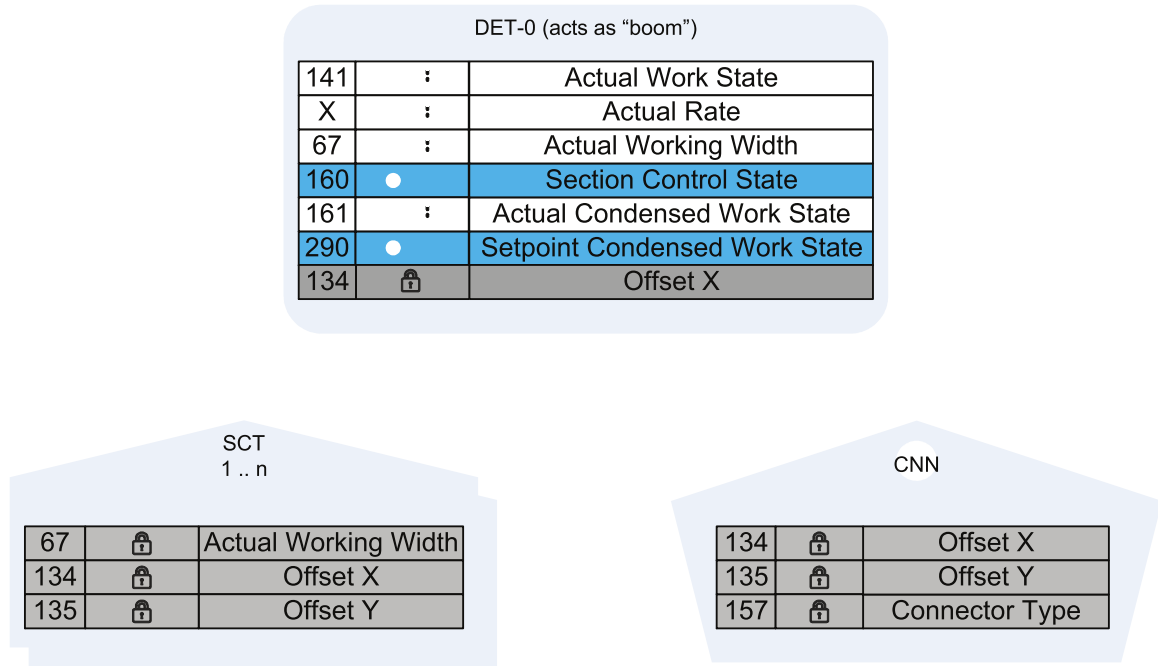 DET-0 (acts as “boom”)
141 Actual Work State
X Actual Rate
67 Actual Working Width
160 Section Control State
161 Actual Condensed Work State
290 Setpoint Condensed Work State
134 Offset X
SCT
1 .. n
67 Actual Working Width
134 Offset X
135 Offset Y
CNN
134 Offset X
135 Offset Y
157 Connector Type